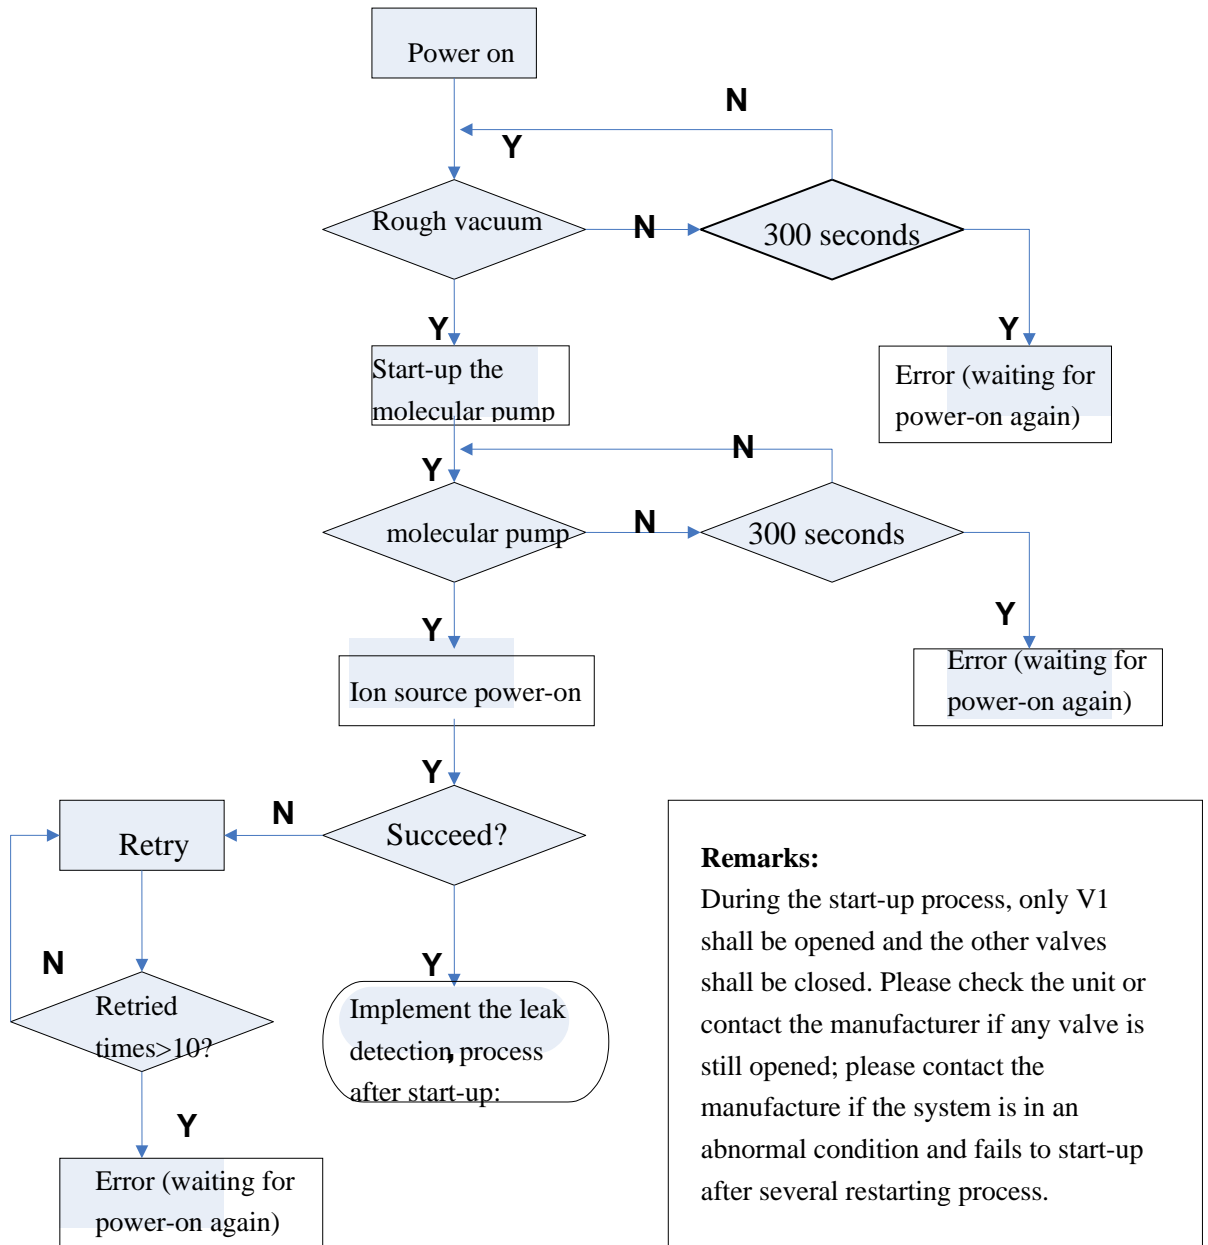 Power on
N
Y
Rough vacuum
N
300 seconds
Y
Y
Start-up the
molecular pump
Error (waiting for
power-on again)
N
Y
molecular pump
N
300 seconds
Y
Y
Ion source power-on
Error (waiting for
power-on again)
Y
N
Succeed?
Retry
N
Y
Retried
times>10?
Implement the leak
detection, process
after start-up:
Y
Error (waiting for
power-on again)
Remarks:
During the start-up process, only V1
shall be opened and the other valves
shall be closed. Please check the unit or
contact the manufacturer if any valve is
still opened; please contact the
manufacture if the system is in an
abnormal condition and fails to start-up
after several restarting process.